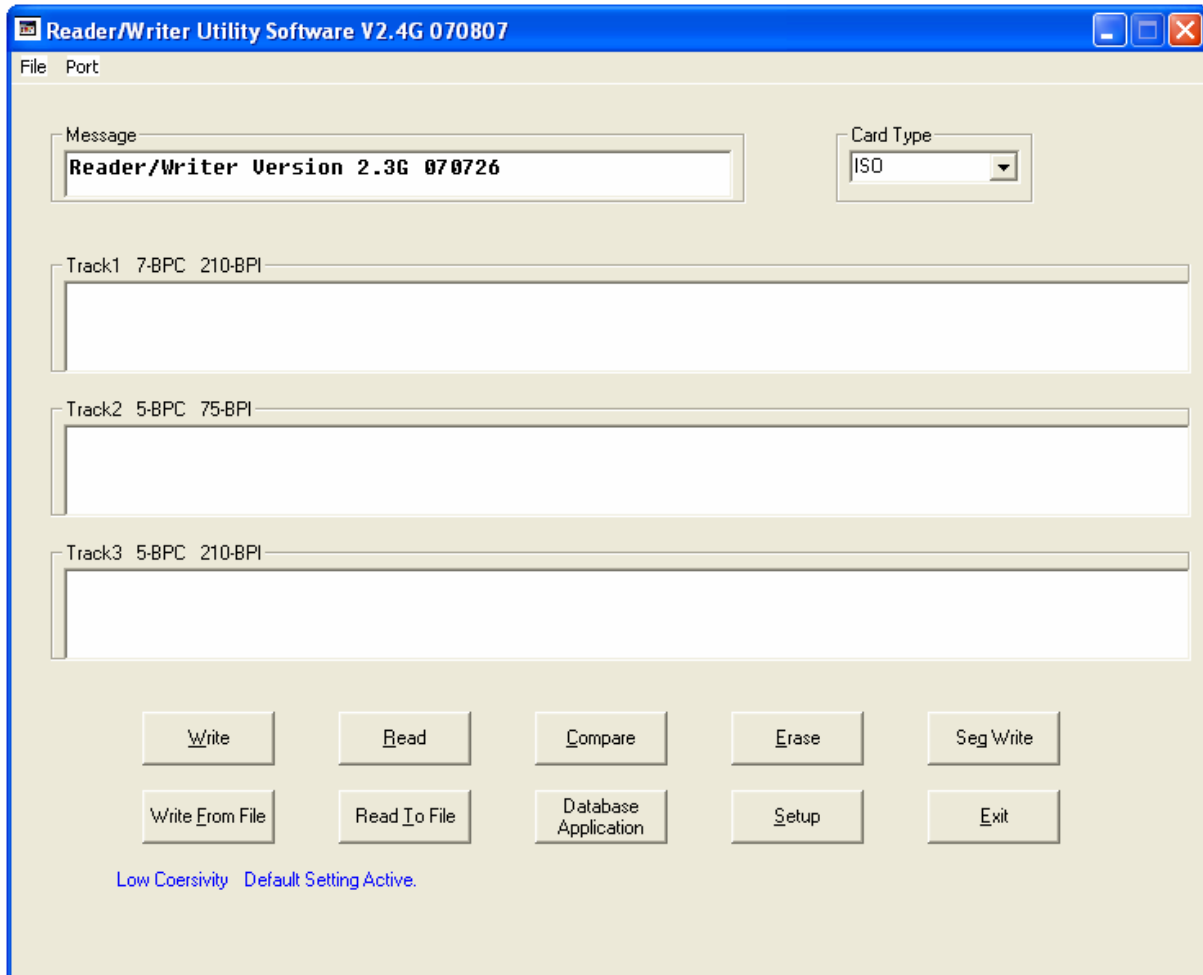 Reader/Writer Utility Software V2.4G 070807
File Port
Message
Card Type
Reader/Writer Version 2.3G 070726
ISO
Track1 7-BPC 210-BPI
Track2 5-BPC 75-BPI
Track3 5-BPC 210-BPI
Write Read Compare Erase Seg Write
Write From File Read To File Database Application Setup Exit
Low Coersivity Default Setting Active.